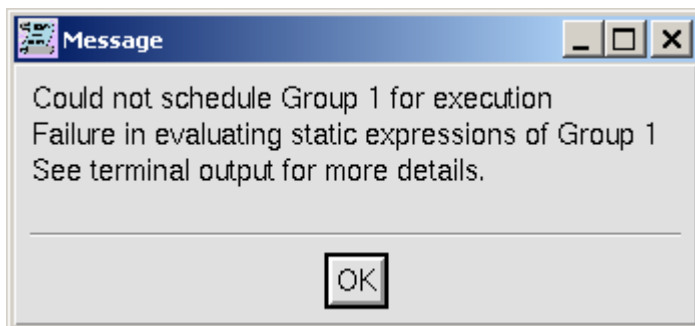 Message
Could not schedule Group 1 for execution
Failure in evaluating static expressions of Group 1
See terminal output for more details.
OK